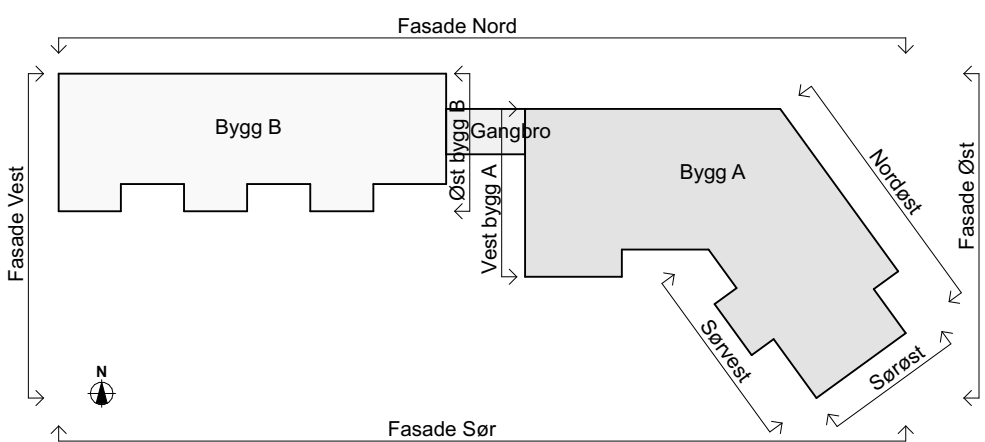 Fasade Nord
Bygg B
Øst bygg B
Gangbro
Bygg A
Vest bygg A
Nordøst
Fasade Øst
Fasade Vest
Sørvest
Sørøst
N
Fasade Sør